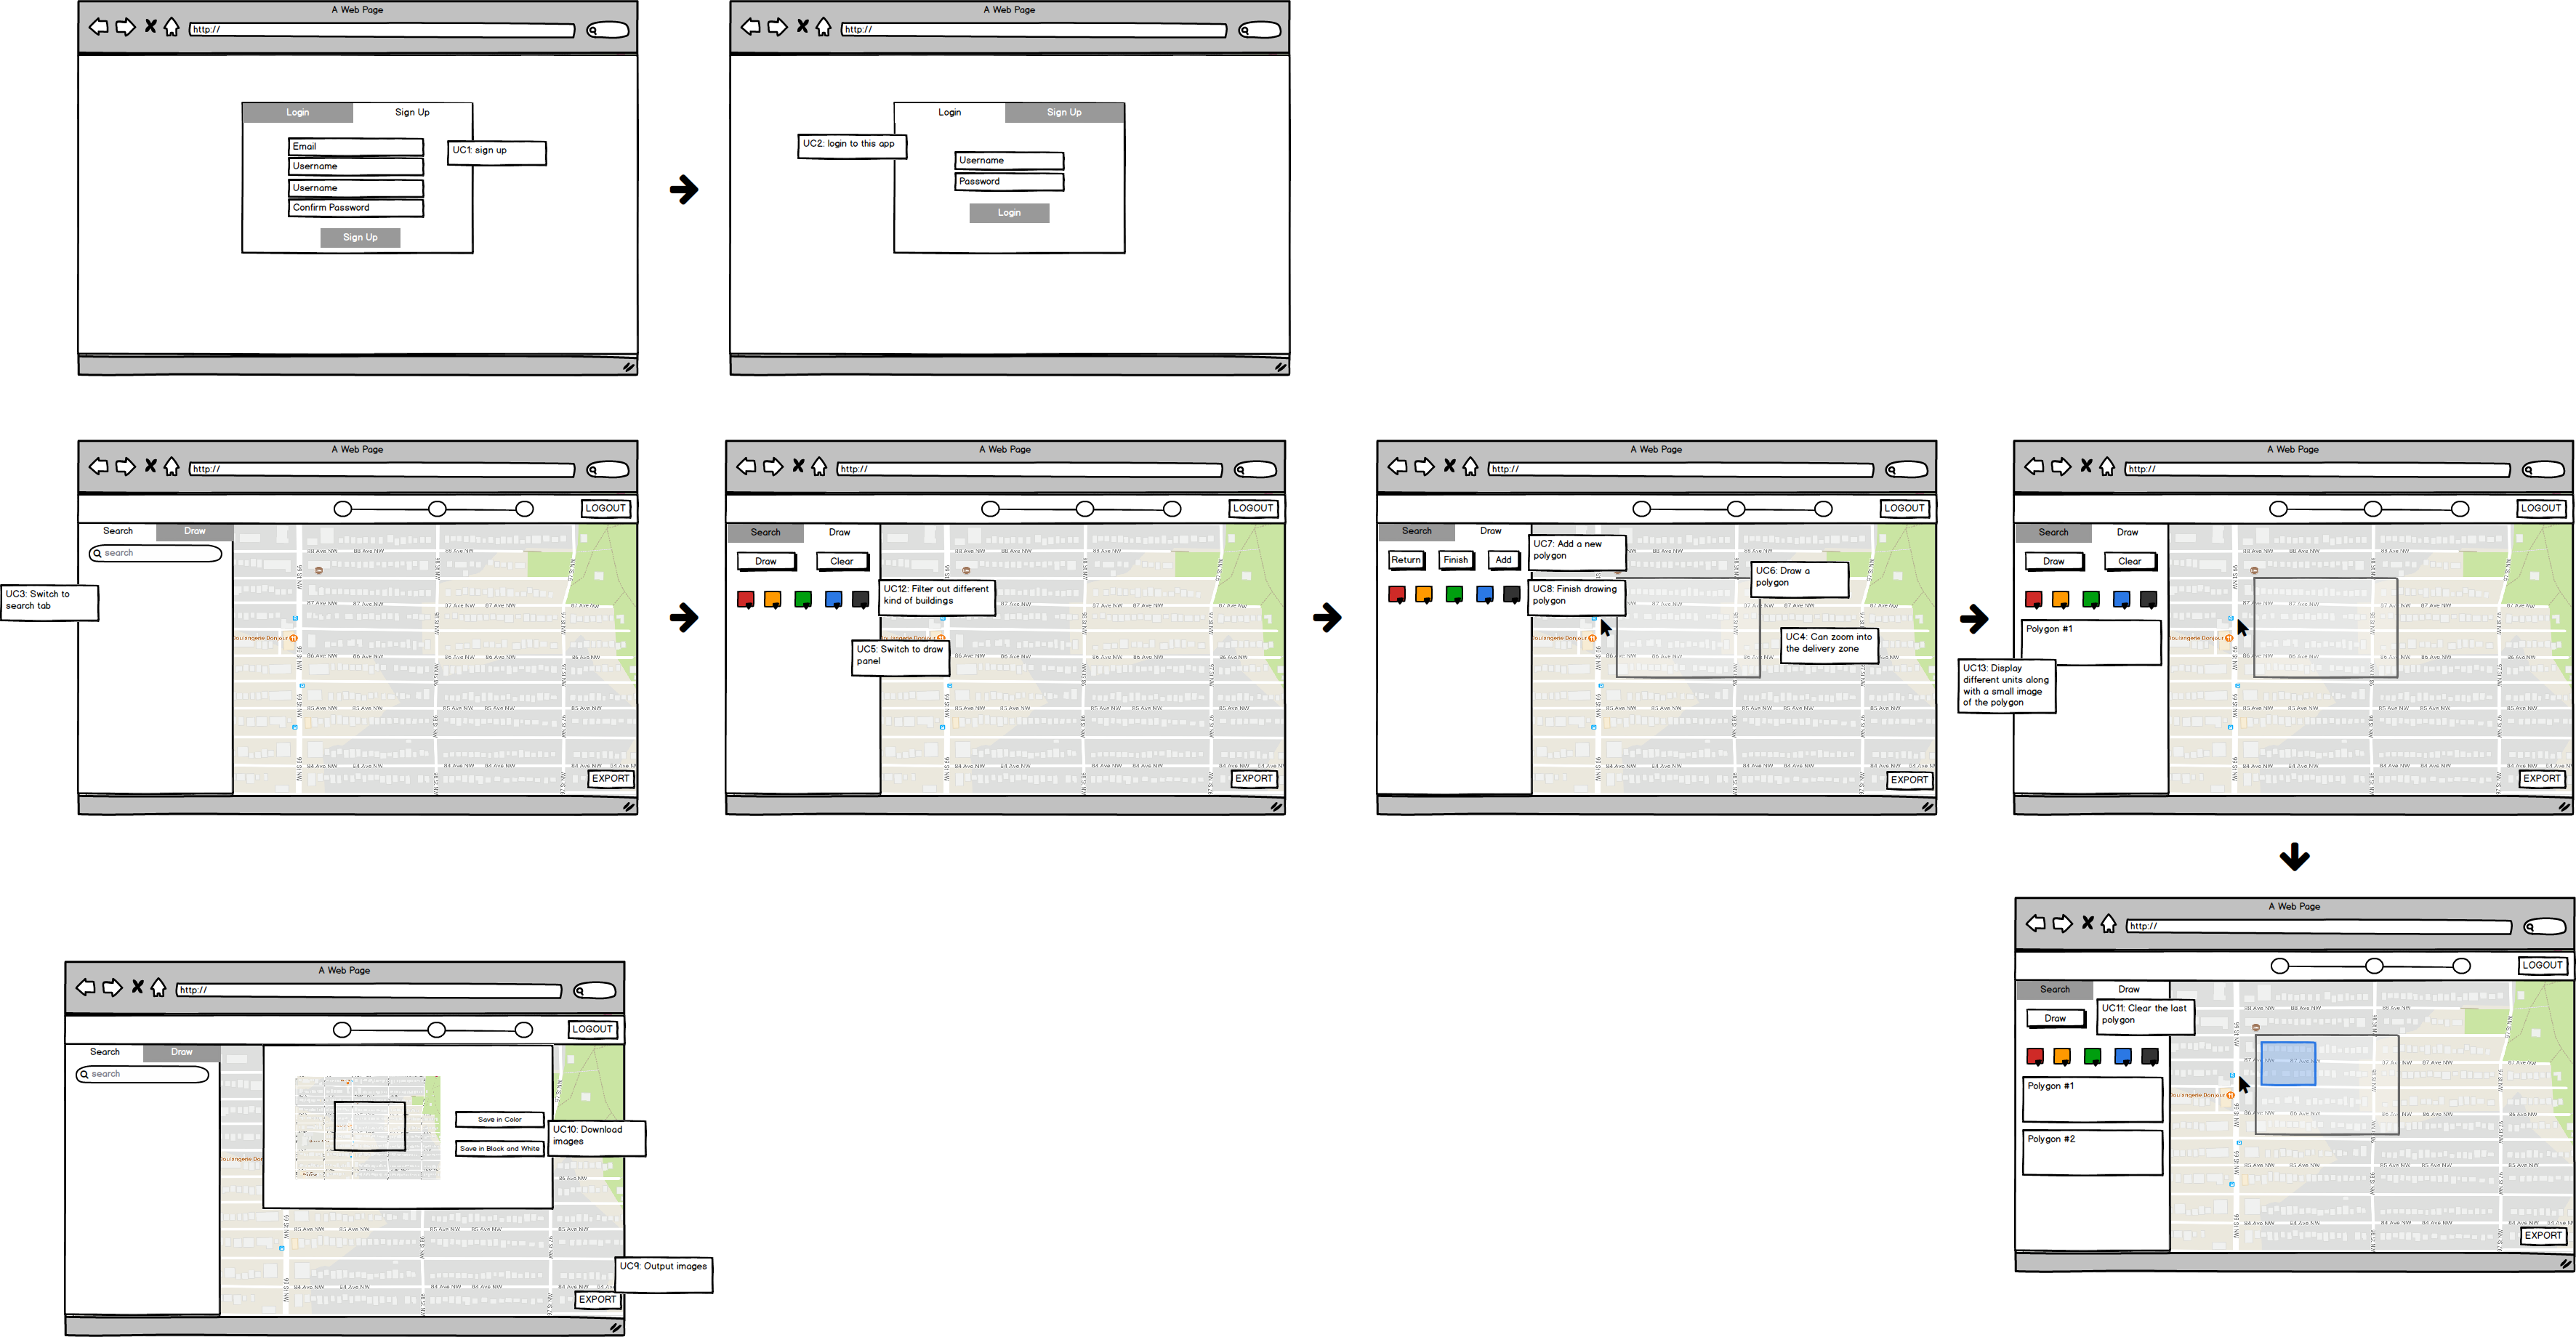 A Web Page
http://
Login
Sign Up
Email
Username
Username
Confirm Password
Sign Up
UC1: sign up
A Web Page
http://
Login
Sign Up
UC2: login to this app
Username
Password
Login
A Web Page
http://
LOGOUT
Search
Draw
search
UC3: Switch to
search tab
EXPORT
A Web Page
http://
LOGOUT
Search
Draw
Draw
Clear
UC12: Filter out different
kind of buildings
UC5: Switch to draw
panel
EXPORT
A Web Page
http://
LOGOUT
Search
Draw
Return
Finish
Add
UC7: Add a new
polygon
UC8: Finish drawing
polygon
UC6: Draw a
polygon
UC4: Can zoom into
the delivery zone
EXPORT
A Web Page
http://
LOGOUT
Search
Draw
Draw
Clear
Polygon #1
UC13: Display
different units along
with a small image
of the polygon
EXPORT
A Web Page
http://
LOGOUT
Search
Draw
Draw
UC11: Clear the last
polygon
Polygon #1
Polygon #2
EXPORT
A Web Page
http://
LOGOUT
Search
Draw
search
Save in Color
Save in Black and White
UC10: Download
images
UC9: Output images
EXPORT